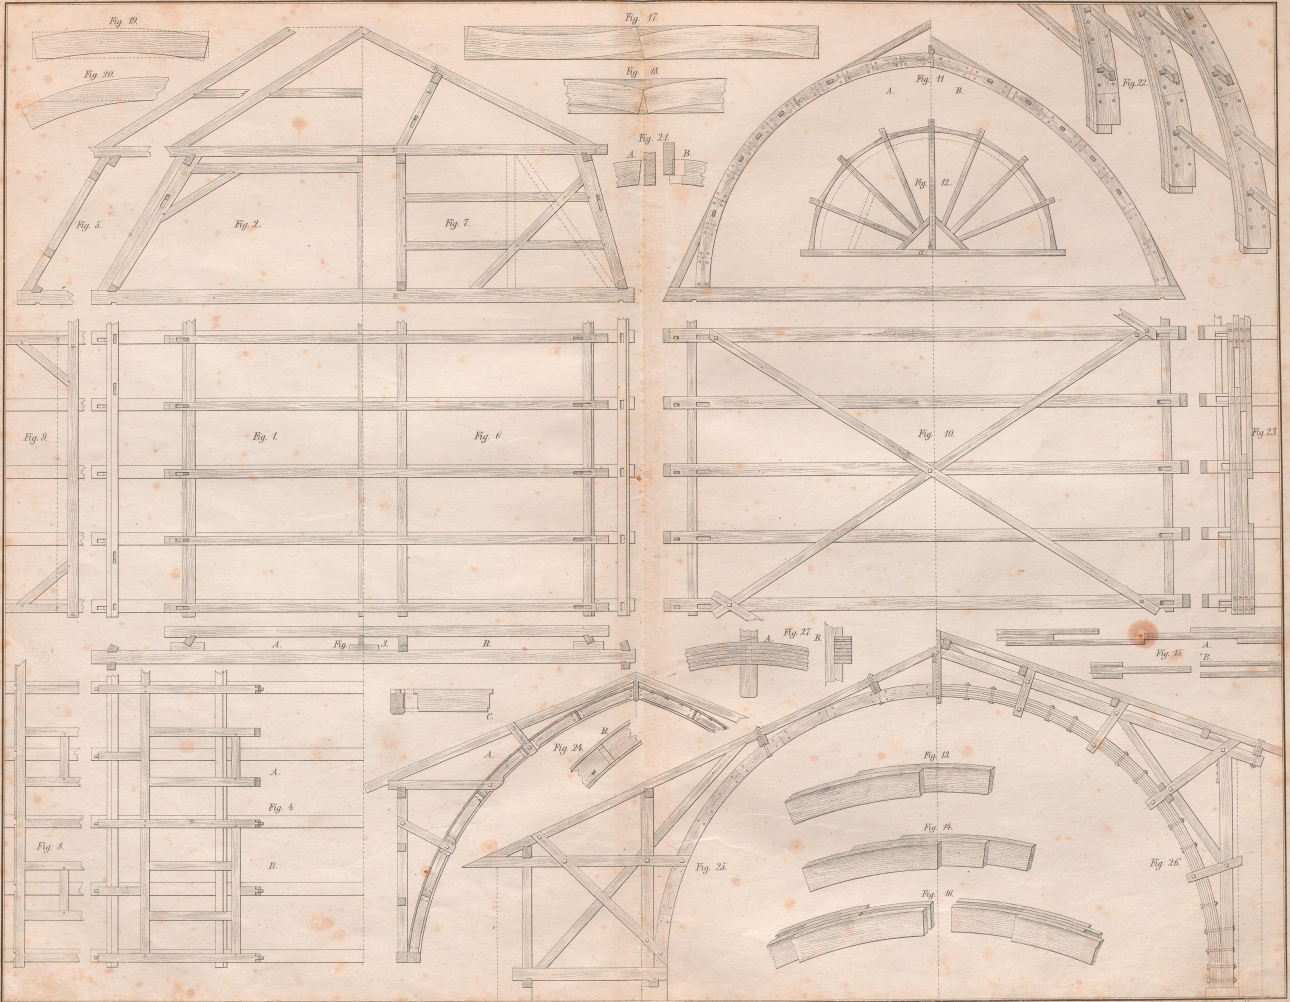 Fig. 19.
Fig. 17.
Fig. 20.
Fig. 18.
Fig. 11.
A.
B.
Fig. 22.
Fig. 21.
A.
B.
Fig. 12.
a.
Fig. 5.
Fig. 2.
Fig. 7.
Fig. 9.
Fig. 1.
Fig. 6
Fig. 10.
Fig. 23.
A.
Fig. 3.
B.
Fig. 27
A.
B.
Fig. 15.
A.
B.
C.
A.
Fig. 24.
B.
Fig. 13.
A.
Fig. 4.
B.
Fig. 8.
Fig. 14.
Fig. 25.
Fig. 26.
Fig. 16.